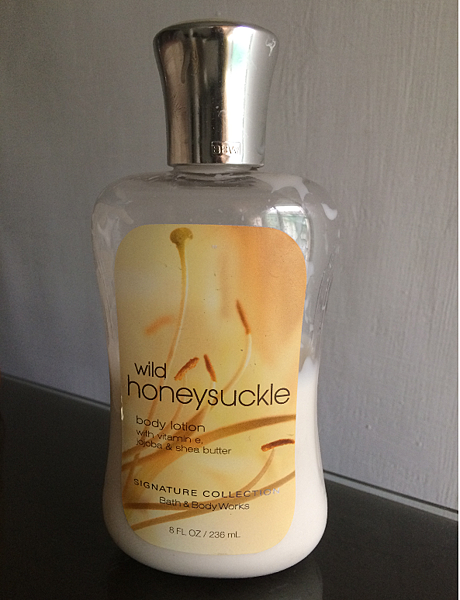 wild
honeysuckle
body lotion
with vitamin e,
jojoba & shea butter
SIGNATURE COLLECTION
Bath & Body Works
8 FL OZ / 236 mL